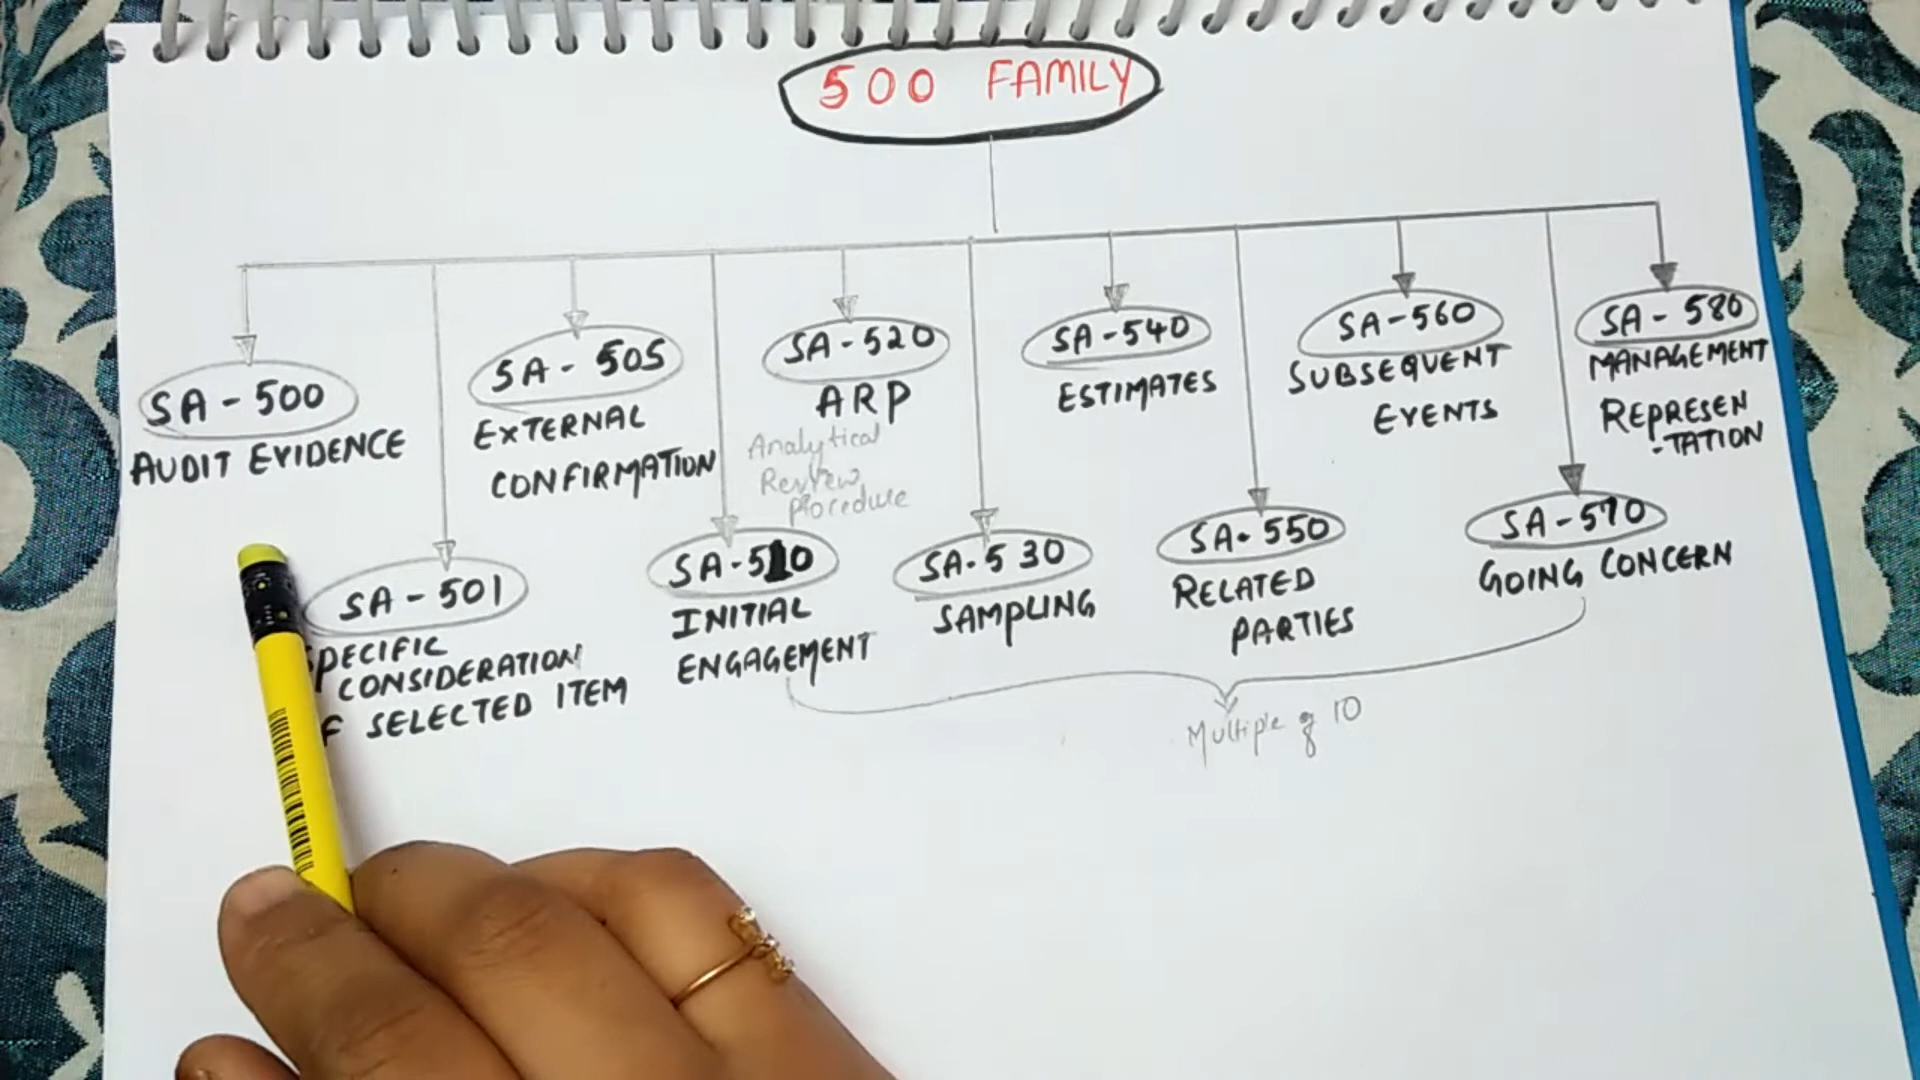 500 FAMILY
SA-500
AUDIT EVIDENCE
SA-501
SPECIFIC
CONSIDERATION
SELECTED ITEM
SA-505
EXTERNAL
CONFIRMATION
SA-510
INITIAL
ENGAGEMENT
SA-520
ARP
Analytical
Review
Procedure
SA-530
SAMPLING
SA-540
ESTIMATES
SA-550
RELATED
PARTIES
SA-560
SUBSEQUENT
EVENTS
SA-570
GOING CONCERN
SA-580
MANAGEMENT
REPRESEN
-TATION
Multiple of 10